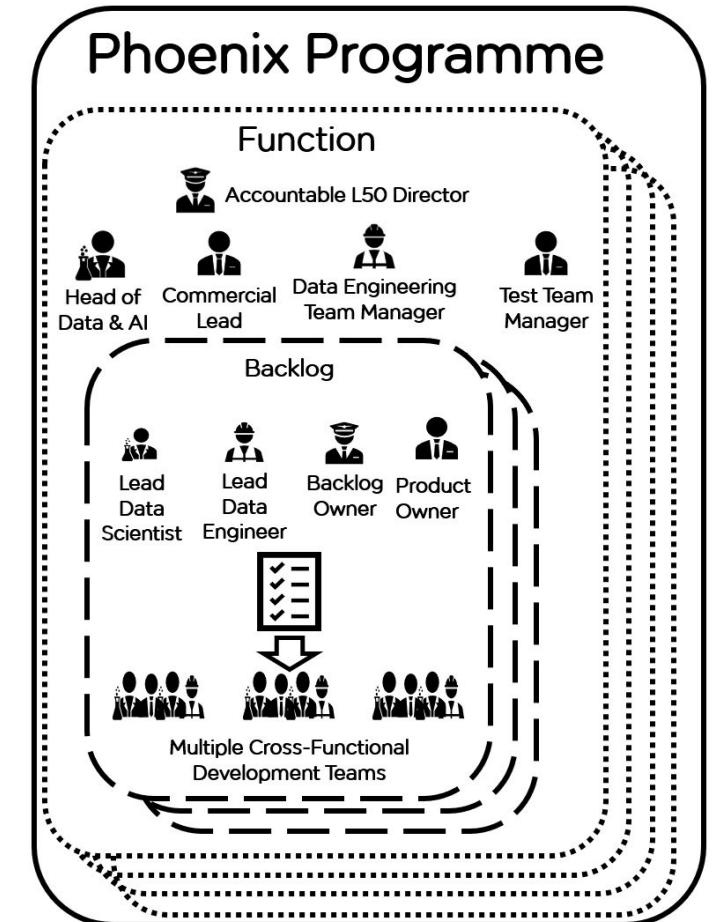 Phoenix Programme
Function
Accountable L50 Director
Head of
Data & AI
Commercial
Lead
Data Engineering
Team Manager
Test Team
Manager
Backlog
Lead
Data
Scientist
Lead
Data
Engineer
Backlog
Owner
Product
Owner
Multiple Cross-Functional
Development Teams